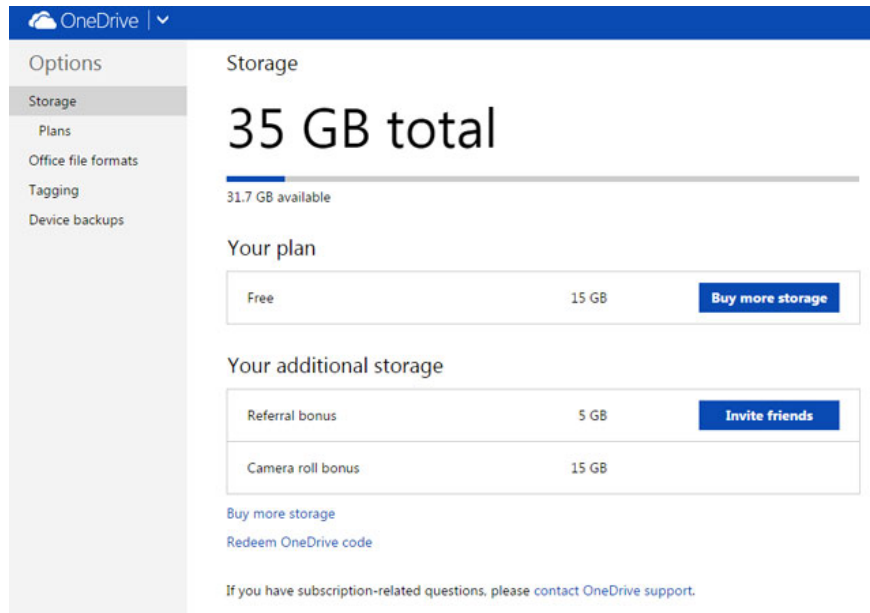 OneDrive
Options
Storage
Plans
Office file formats
Tagging
Device backups
Storage
35 GB total
31.7 GB available
Your plan
Free 15 GB Buy more storage
Your additional storage
Referral bonus 5 GB Invite friends
Camera roll bonus 15 GB
Buy more storage
Redeem OneDrive code
If you have subscription-related questions, please contact OneDrive support.